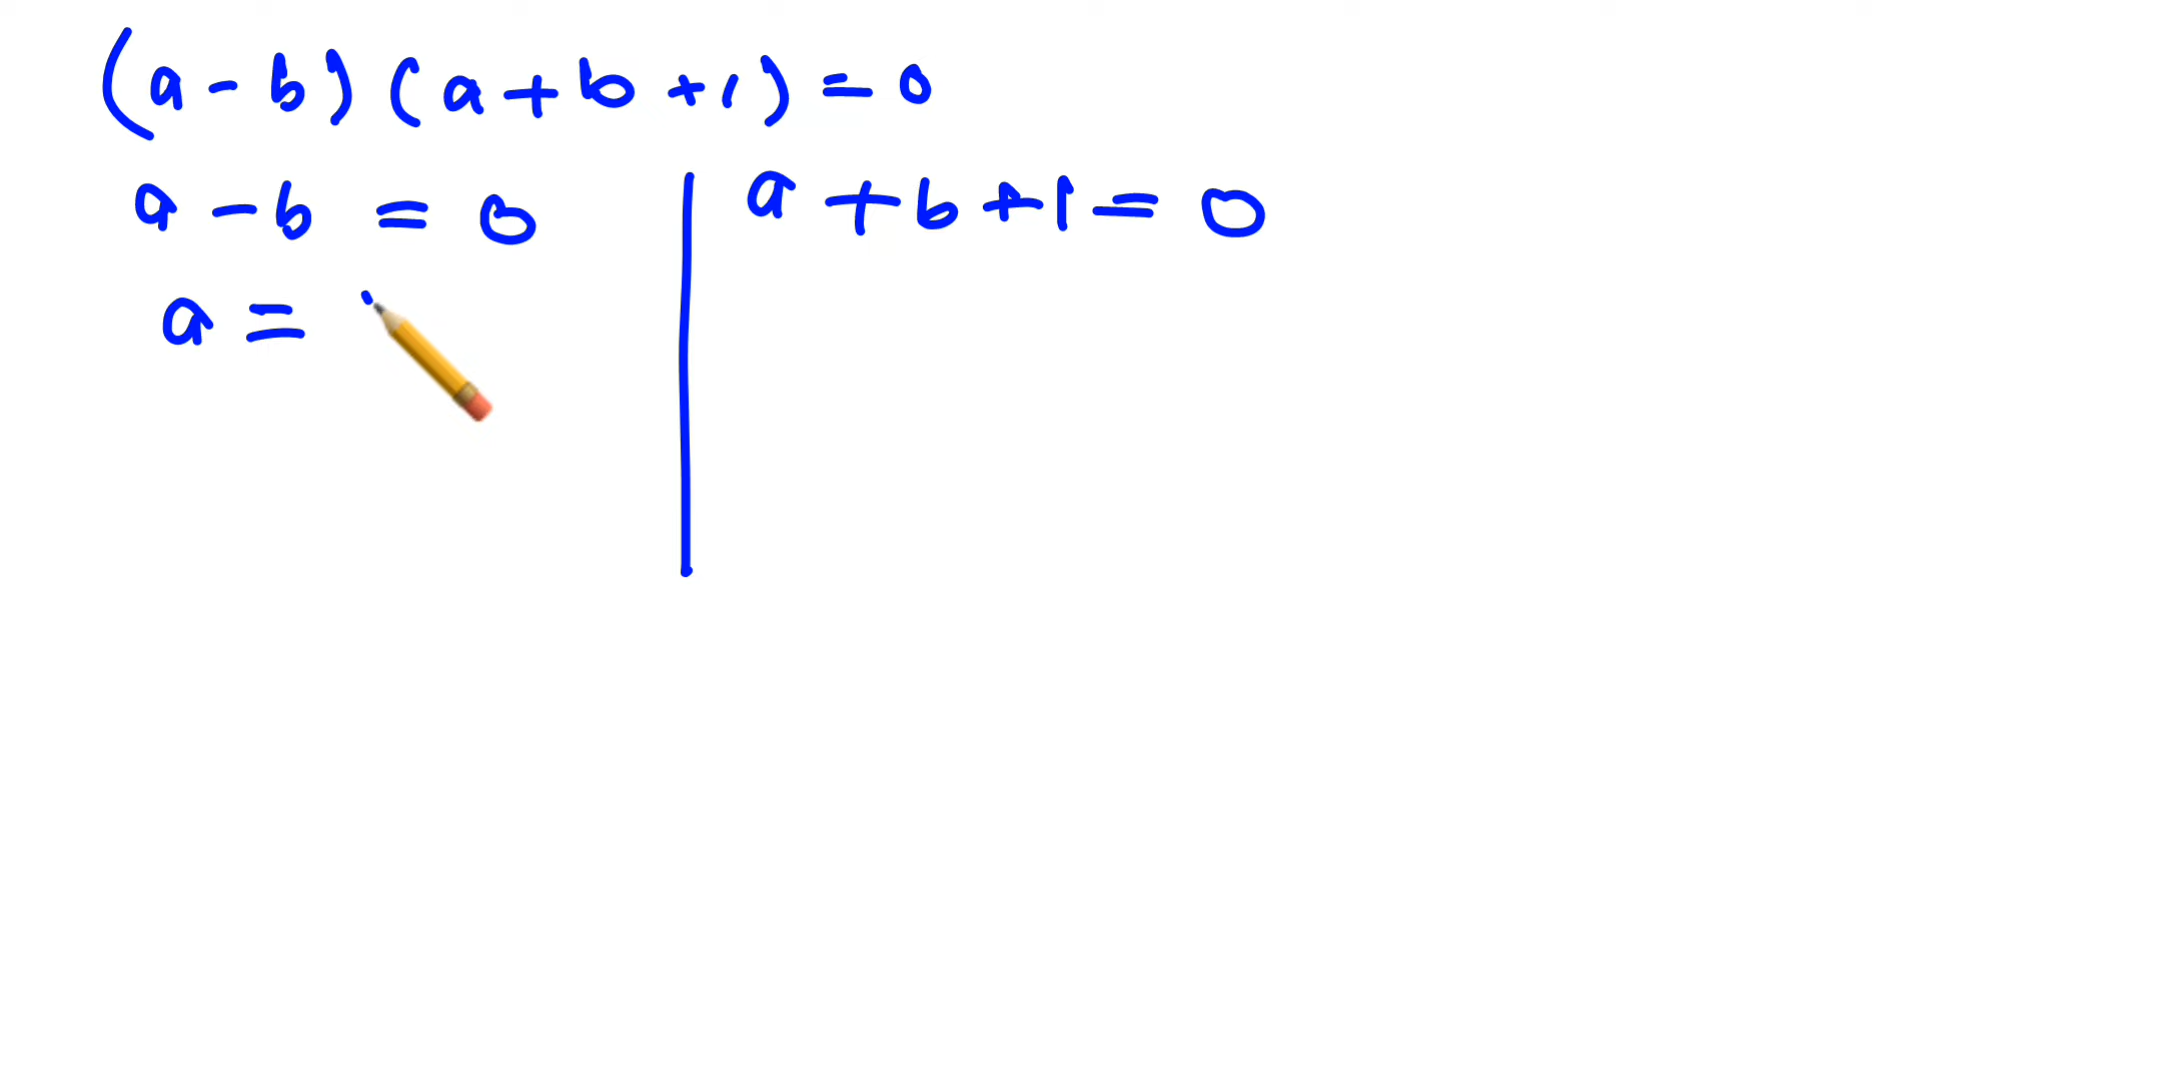 (a - b) (a + b + 1) = 0
a - b = 0
a + b + 1 = 0
a =